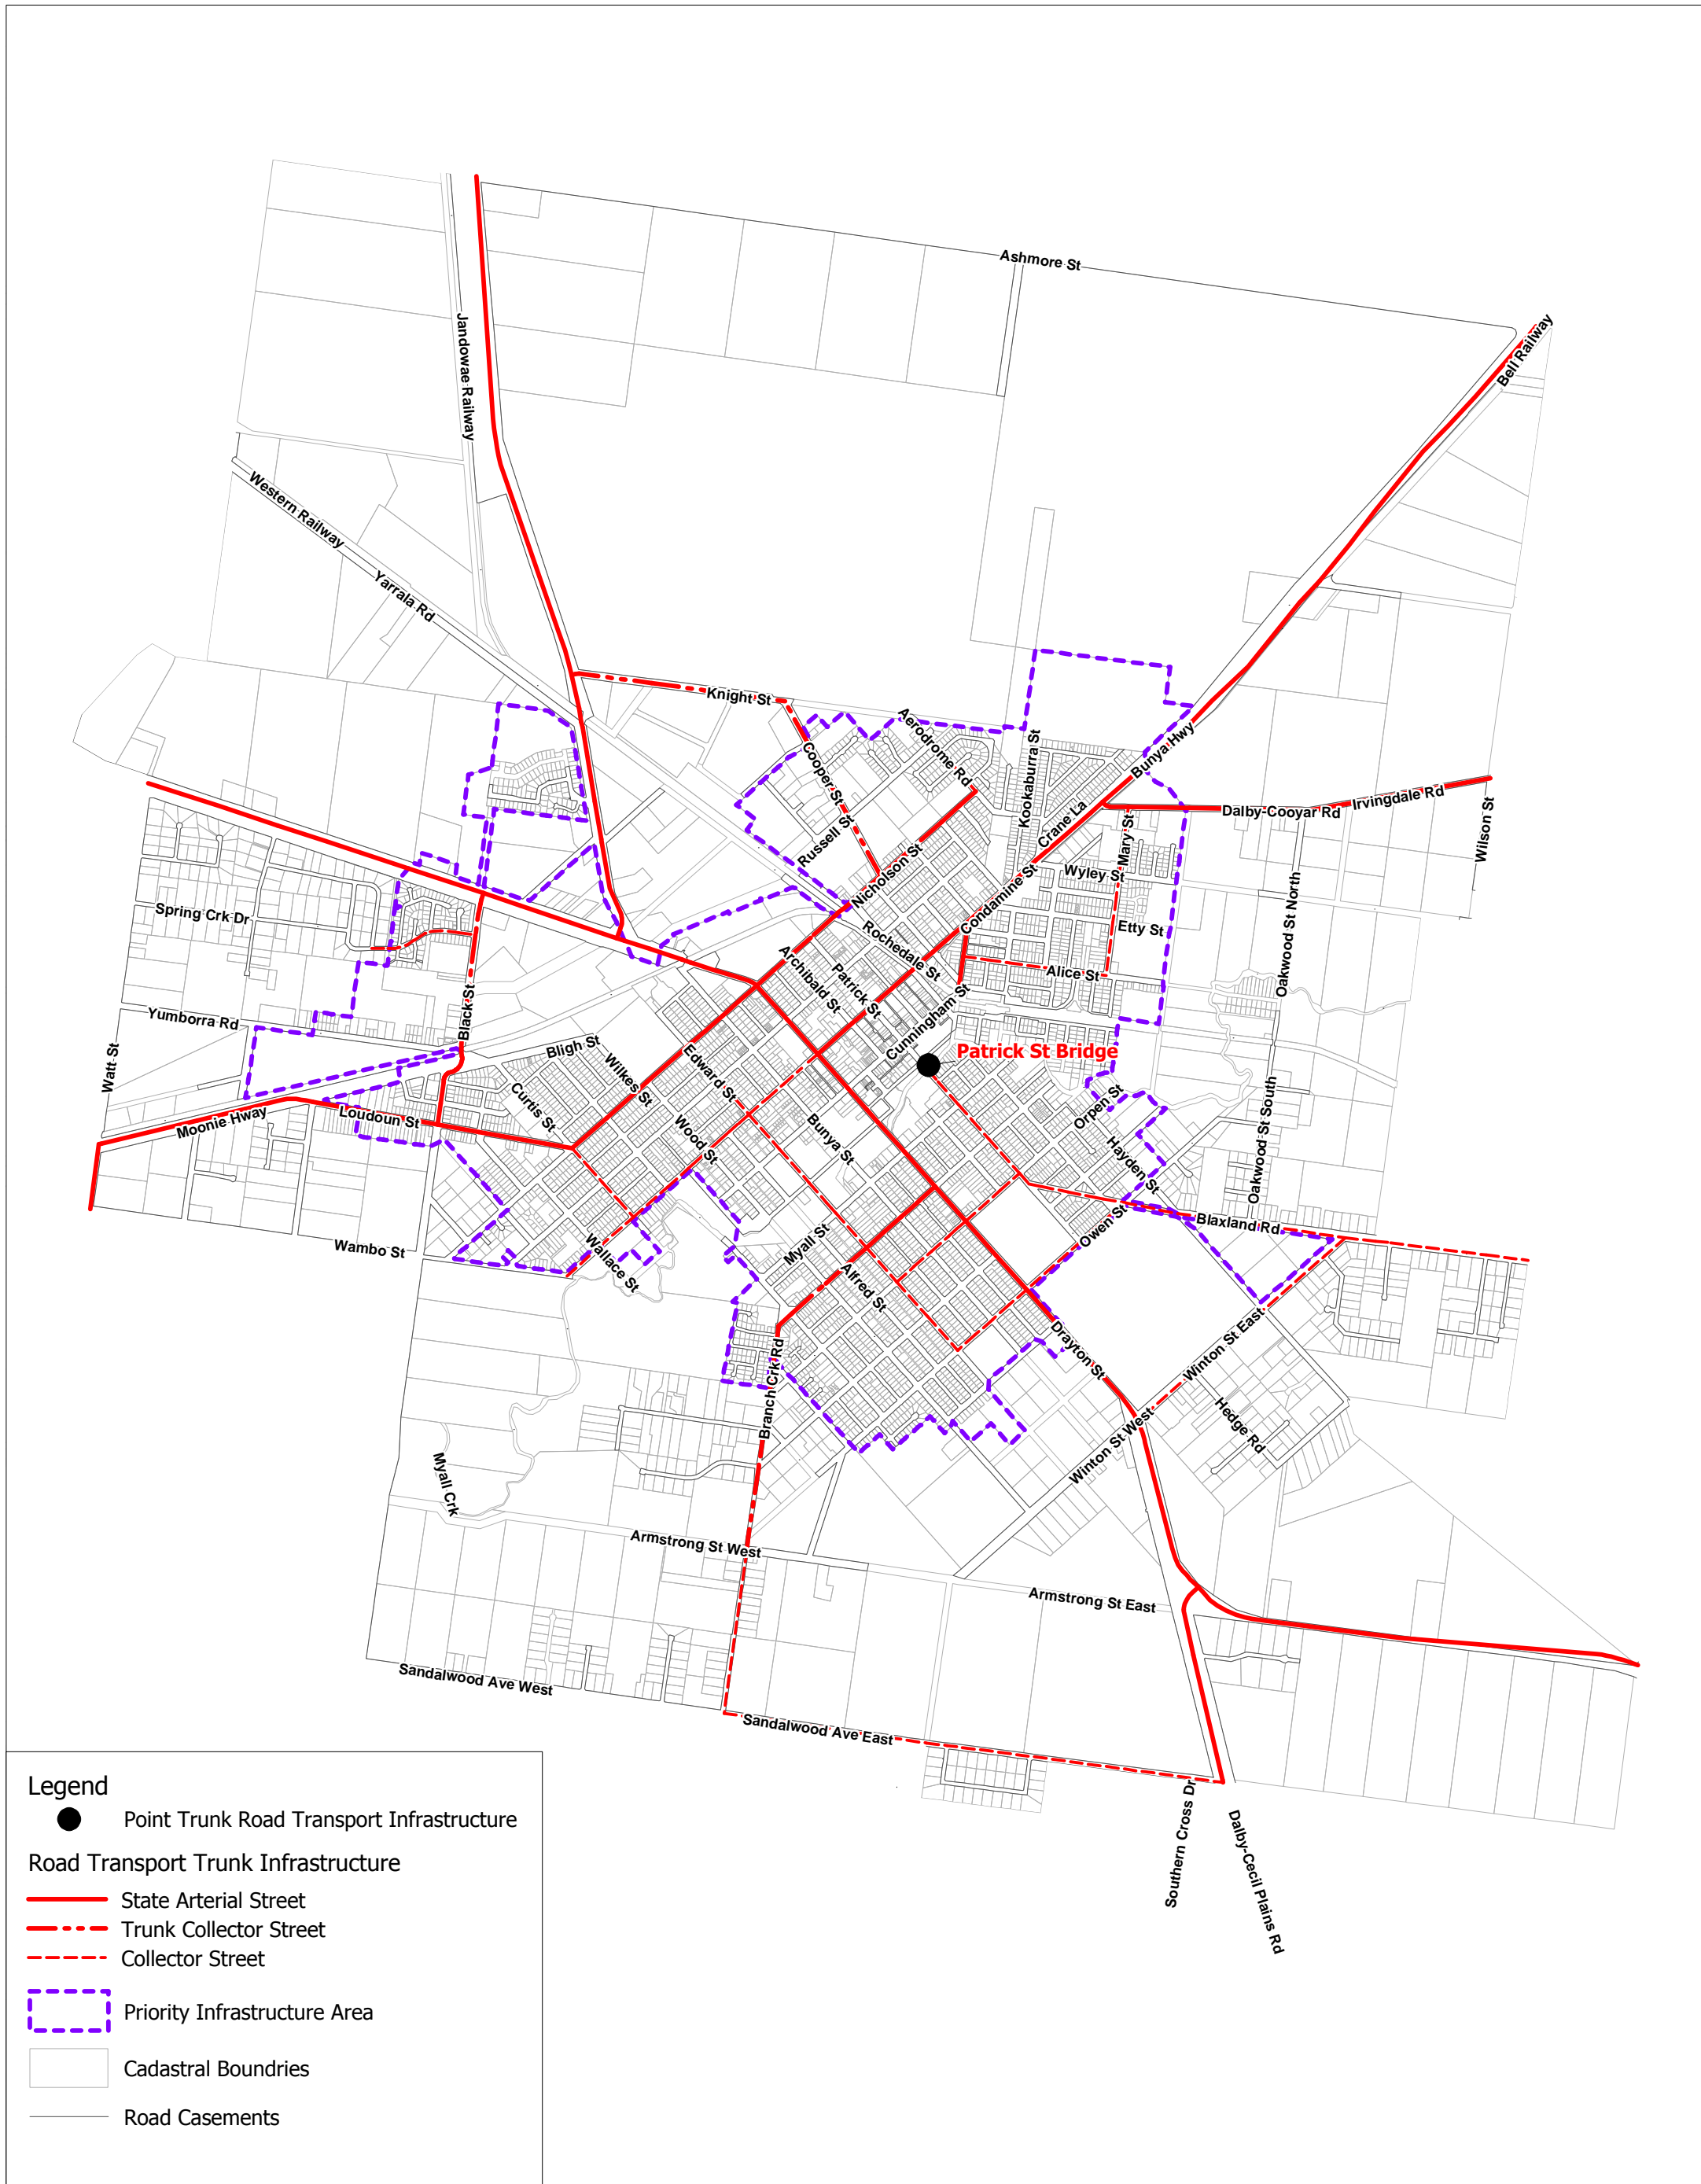 Ashmore St
Bell Railway
Jandowae Railway
Western Railway
Yarrala Rd
Knight St
Aerodrome Rd
Kookaburra St
Bunya Hwy
Cooper St
Crane La
Dalby-Cooyar Rd
Irvingdale Rd
Wilson St
Russell St
Nicholson St
Mary St
Wyley St
Condamine St
Spring Crk Dr
Etty St
Oakwood St North
Rochedale St
Archibald St
Patrick St
Alice St
Cunningham St
Yumborra Rd
Black St
Watt St
Bligh St
Wilkes St
Edward St
Patrick St Bridge
Moonie Hway
Loudoun St
Curtis St
Wood St
Bunya St
Orpen St
Hayden St
Oakwood St South
Blaxland Rd
Owen St
Wambo St
Wallace St
Myall St
Alfred St
Drayton St
Winton St East
Branch Crk Rd
Hedge Rd
Winton St West
Myall Crk
Armstrong St West
Armstrong St East
Sandalwood Ave West
Sandalwood Ave East
Southern Cross Dr
Dalby-Cecil Plains Rd
Legend
Point Trunk Road Transport Infrastructure
Road Transport Trunk Infrastructure
State Arterial Street
Trunk Collector Street
Collector Street
Priority Infrastructure Area
Cadastral Boundries
Road Casements